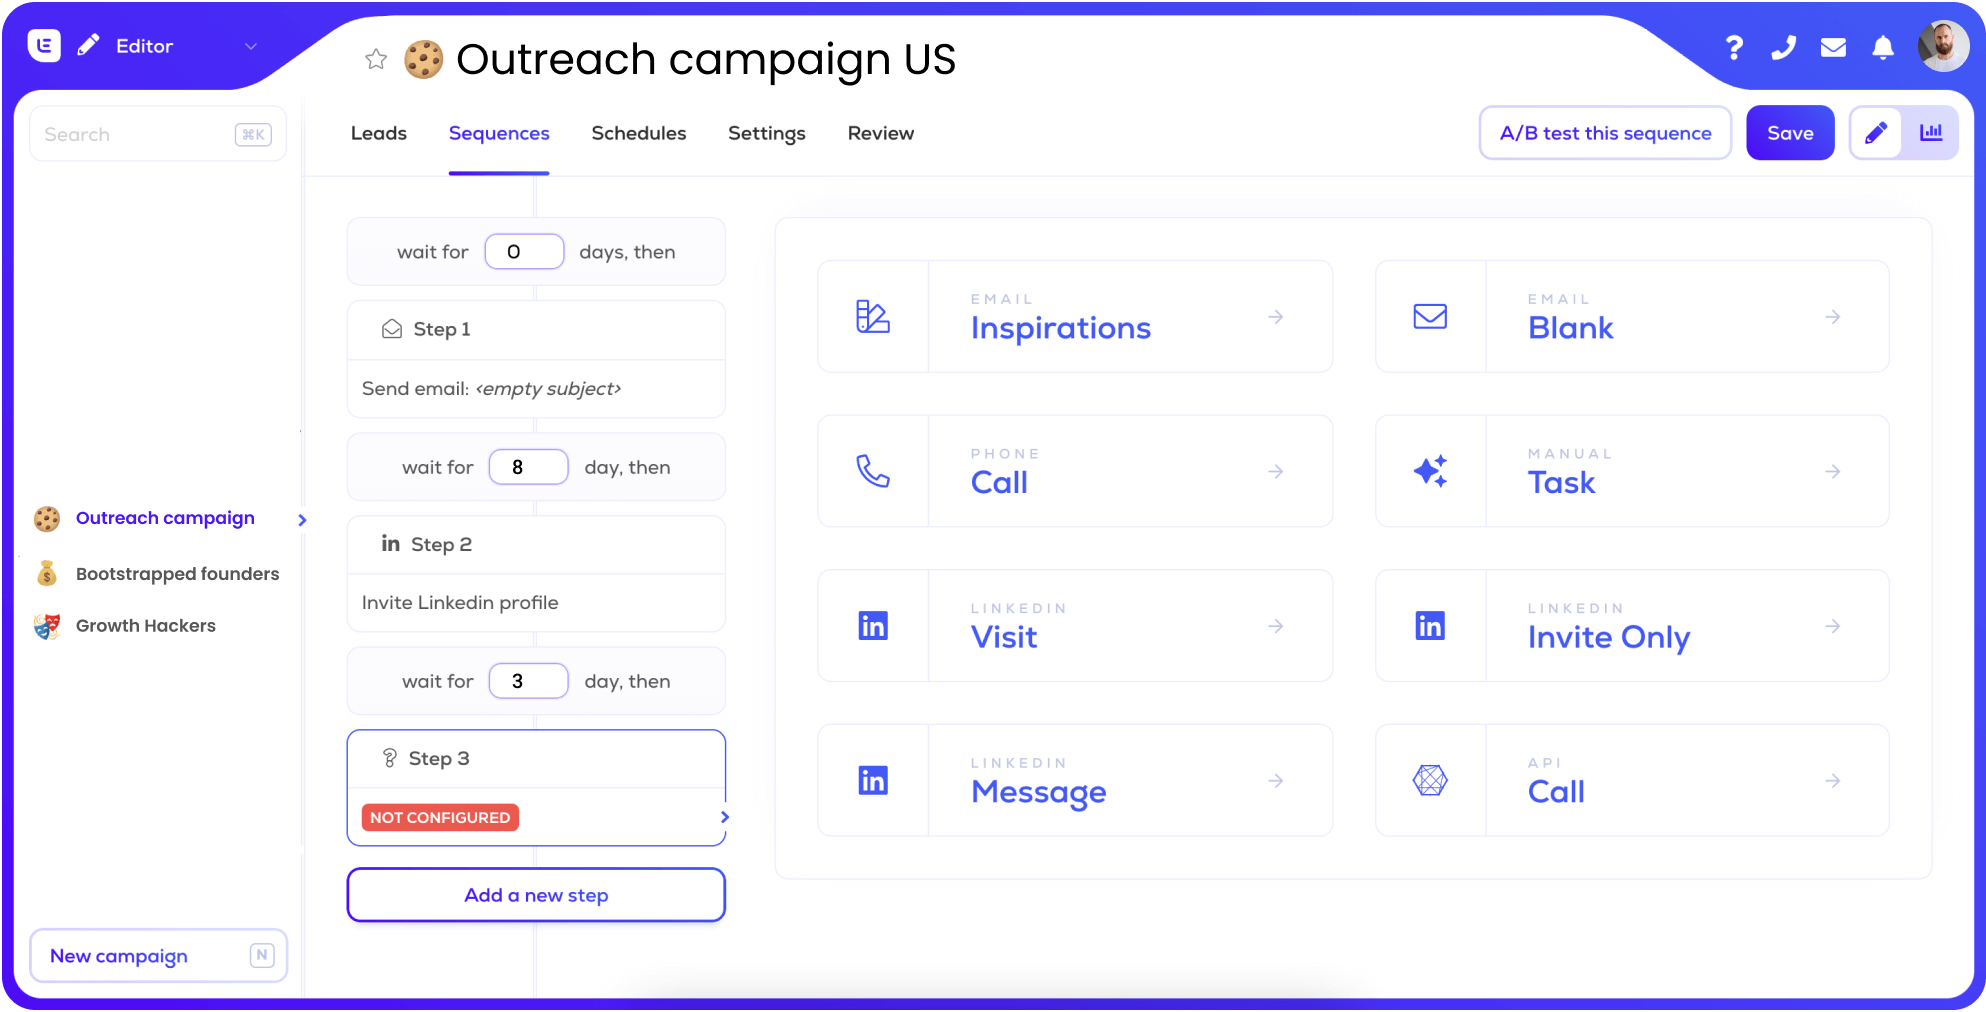 Editor
Outreach campaign US
Search
⌘K
Leads
Sequences
Schedules
Settings
Review
A/B test this sequence
Save
wait for 0 days, then
Step 1
Send email: <empty subject>
wait for 8 day, then
in Step 2
Invite Linkedin profile
wait for 3 day, then
Step 3
NOT CONFIGURED
Add a new step
EMAIL
Inspirations
EMAIL
Blank
PHONE
Call
MANUAL
Task
in
LINKEDIN
Visit
in
LINKEDIN
Invite Only
in
LINKEDIN
Message
API
Call
Outreach campaign
Bootstrapped founders
Growth Hackers
New campaign
N